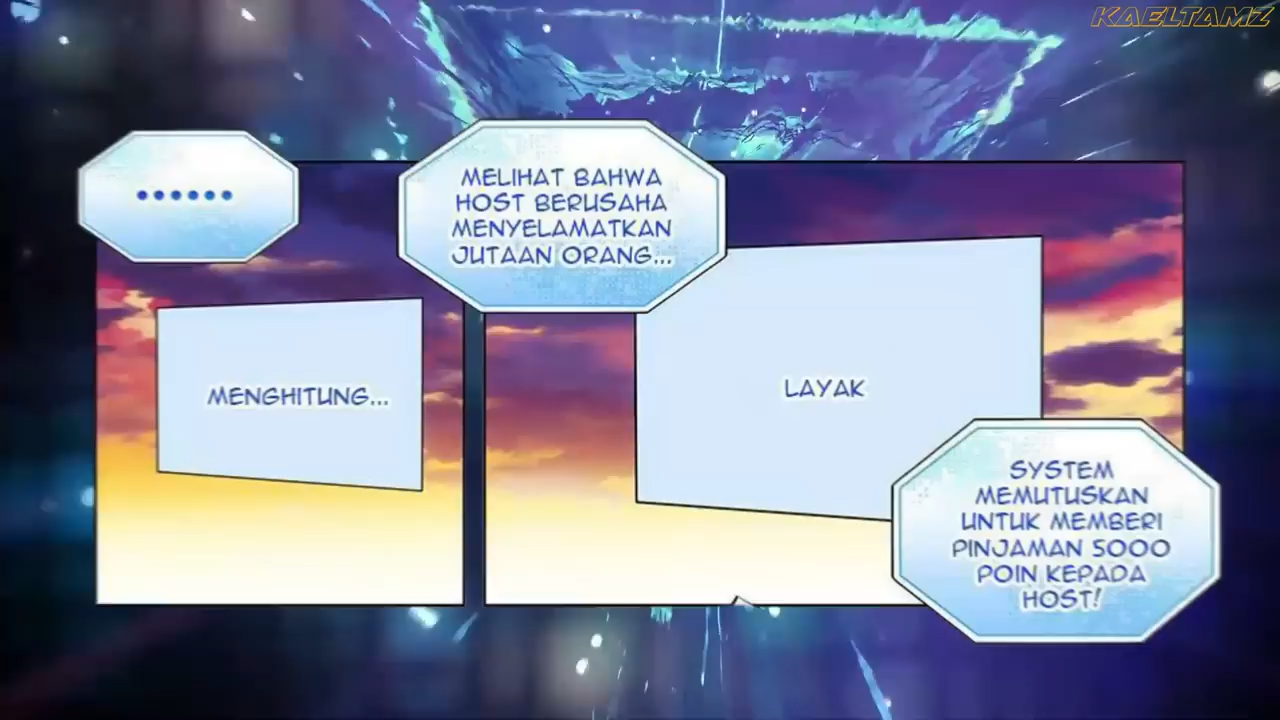 KAELTAMZ
......
MENGHITUNG...
MELIHAT BAHWA
HOST BERUSAHA
MENYELAMATKAN
JUTAAN ORANG...
LAYAK
SYSTEM
MEMUTUSKAN
UNTUK MEMBERI
PINJAMAN 5000
POIN KEPADA
HOST!